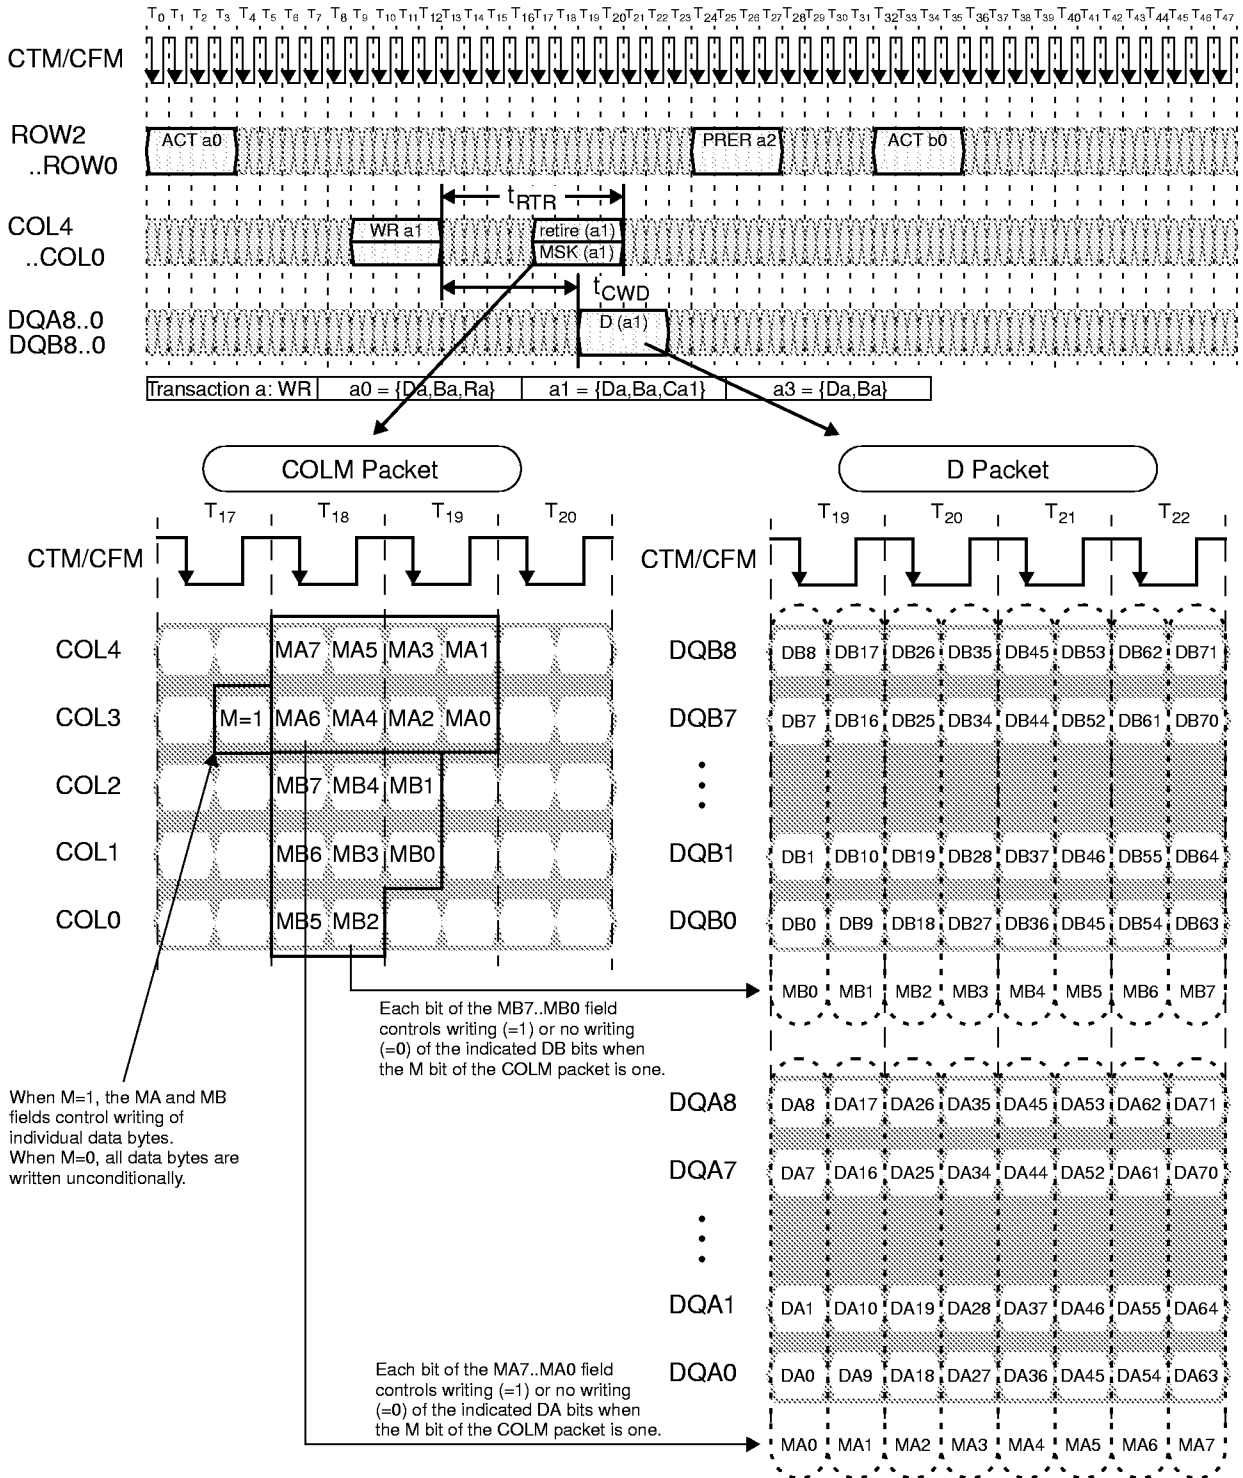 T0 T1 T2 T3 T4 T5 T6 T7 T8 T9 T10 T11 T12 T13 T14 T15 T16 T17 T18 T19 T20 T21 T22 T23 T24 T25 T26 T27 T28 T29 T30 T31 T32 T33 T34 T35 T36 T37 T38 T39 T40 T41 T42 T43 T44 T45 T46 T47
CTM/CFM
ROW2
..ROW0
ACT a0 PRER a2 ACT b0
tRTR
COL4
..COL0
WR a1 retire (a1)
MSK (a1)
tCWD
DQA8..0
DQB8..0
D (a1)
Transaction a: WR a0 = {Da,Ba,Ra} a1 = {Da,Ba,Ca1} a3 = {Da,Ba}
COLM Packet
T17 T18 T19 T20
CTM/CFM
COL4 MA7 MA5 MA3 MA1
COL3 M=1 MA6 MA4 MA2 MA0
COL2 MB7 MB4 MB1
COL1 MB6 MB3 MB0
COL0 MB5 MB2
Each bit of the MB7..MB0 field
controls writing (=1) or no writing
(=0) of the indicated DB bits when
the M bit of the COLM packet is one.
When M=1, the MA and MB
fields control writing of
individual data bytes.
When M=0, all data bytes are
written unconditionally.
Each bit of the MA7..MA0 field
controls writing (=1) or no writing
(=0) of the indicated DA bits when
the M bit of the COLM packet is one.
D Packet
T19 T20 T21 T22
CTM/CFM
DQB8 DB8 DB17 DB26 DB35 DB45 DB53 DB62 DB71
DQB7 DB7 DB16 DB25 DB34 DB44 DB52 DB61 DB70
DQB1 DB1 DB10 DB19 DB28 DB37 DB46 DB55 DB64
DQB0 DB0 DB9 DB18 DB27 DB36 DB45 DB54 DB63
MB0 MB1 MB2 MB3 MB4 MB5 MB6 MB7
DQA8 DA8 DA17 DA26 DA35 DA45 DA53 DA62 DA71
DQA7 DA7 DA16 DA25 DA34 DA44 DA52 DA61 DA70
DQA1 DA1 DA10 DA19 DA28 DA37 DA46 DA55 DA64
DQA0 DA0 DA9 DA18 DA27 DA36 DA45 DA54 DA63
MA0 MA1 MA2 MA3 MA4 MA5 MA6 MA7